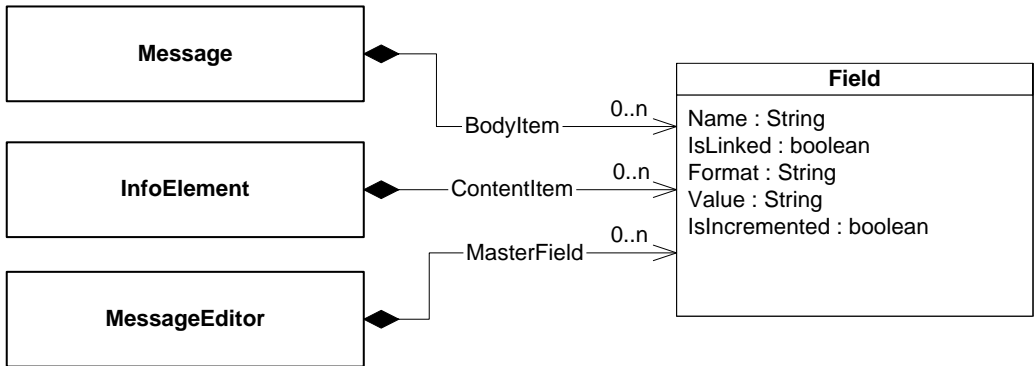 Message
Field
0..n
BodyItem
Name : String
IsLinked : boolean
Format : String
Value : String
IsIncremented : boolean
InfoElement
ContentItem
0..n
MasterField
0..n
MessageEditor